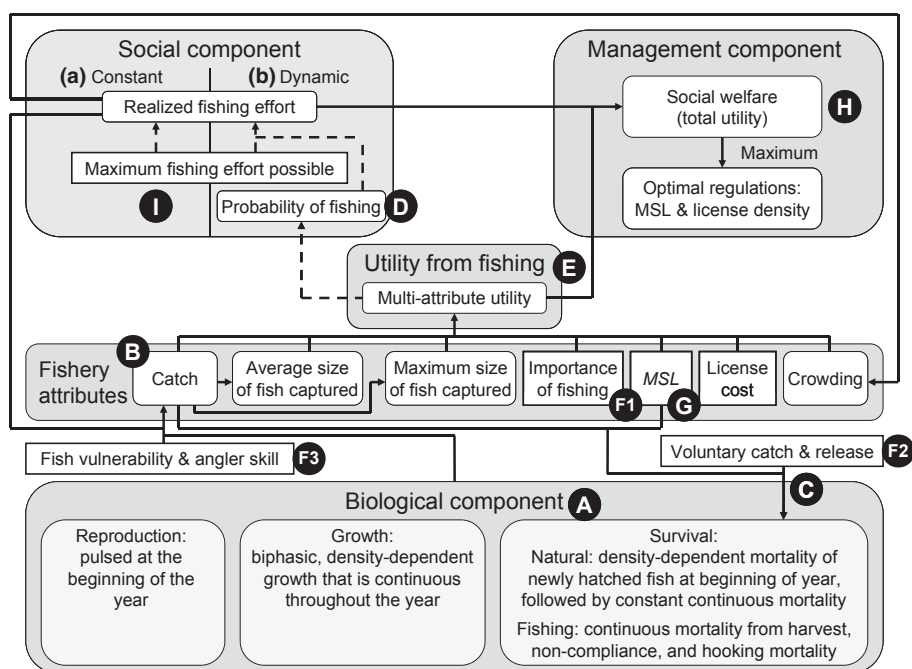 Social component
(a) Constant
(b) Dynamic
Realized fishing effort
Maximum fishing effort possible
I
Probability of fishing
D
Management component
Social welfare
(total utility)
H
Maximum
Optimal regulations:
MSL & license density
Utility from fishing
E
Multi-attribute utility
Fishery
attributes
B
Catch
Average size
of fish captured
Maximum size
of fish captured
Importance
of fishing
F1
MSL
G
License
cost
Crowding
Fish vulnerability & angler skill
F3
Voluntary catch & release
F2
C
Biological component
A
Reproduction:
pulsed at the
beginning of the
year
Growth:
biphasic, density-dependent
growth that is continuous
throughout the year
Survival:
Natural: density-dependent mortality of
newly hatched fish at beginning of year,
followed by constant continuous mortality
Fishing: continuous mortality from harvest,
non-compliance, and hooking mortality